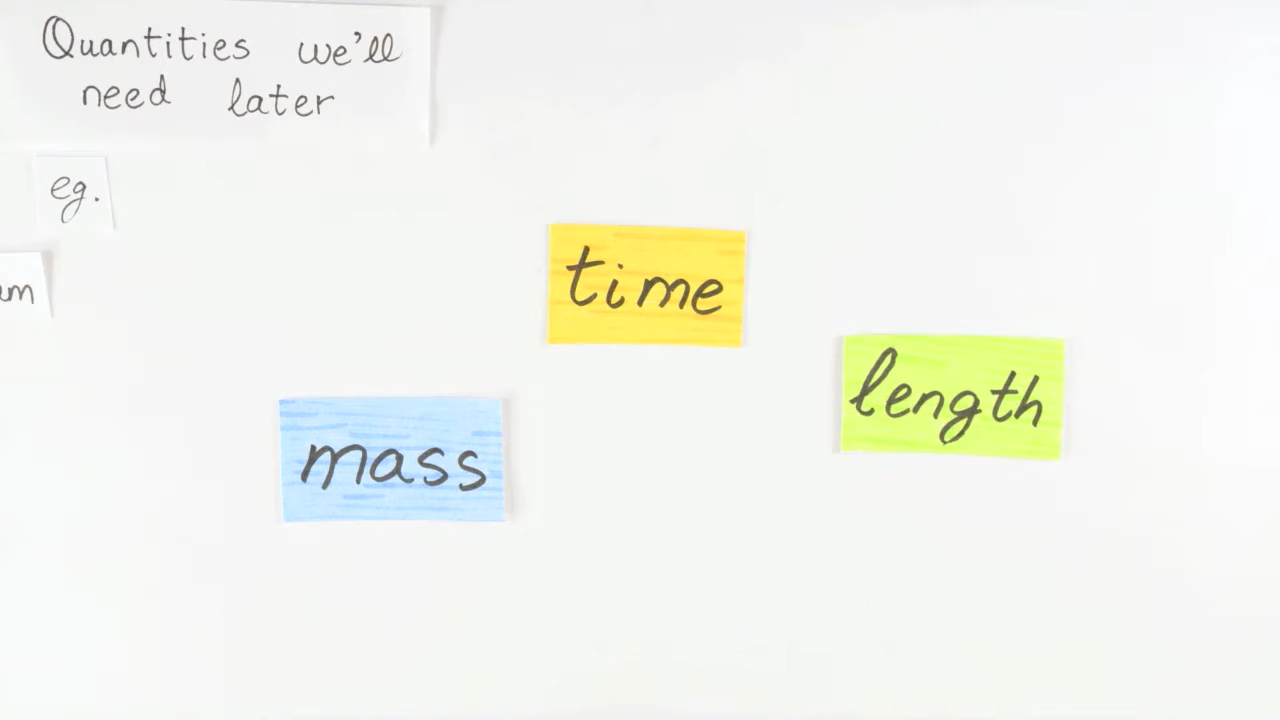 Quantities we'll
need later
eg.
time
length
mass